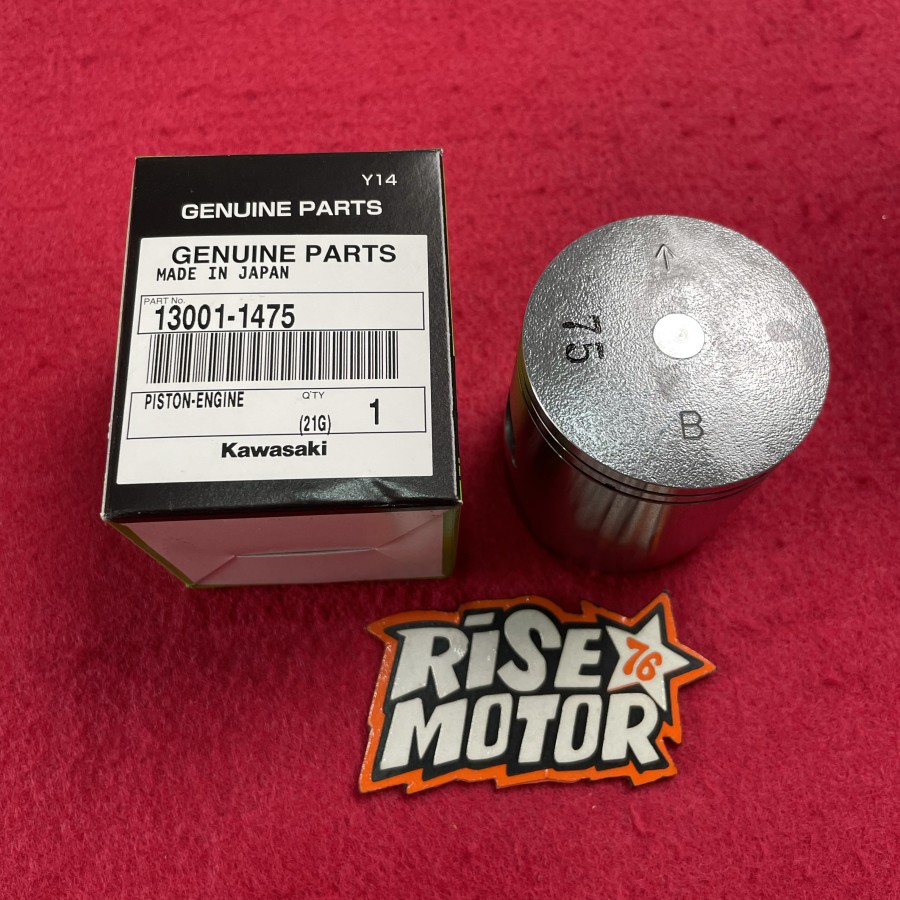 Y14
GENUINE PARTS
GENUINE PARTS
MADE IN JAPAN
PART No.
13001-1475
PISTON-ENGINE
Q'TY
(21G)
1
Kawasaki
75
B
RiSE
76
MOTOR